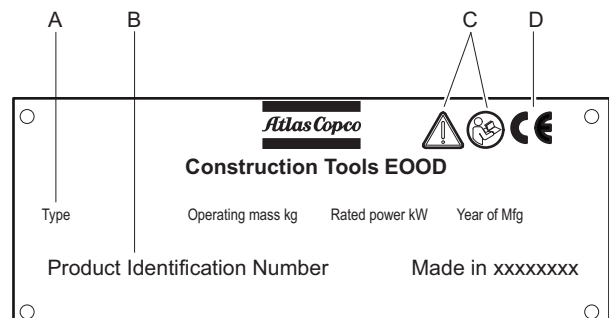 A B C D
Atlas Copco
Construction Tools EOOD
Type Operating mass kg Rated power kW Year of Mfg
Product Identification Number Made in xxxxxxxx